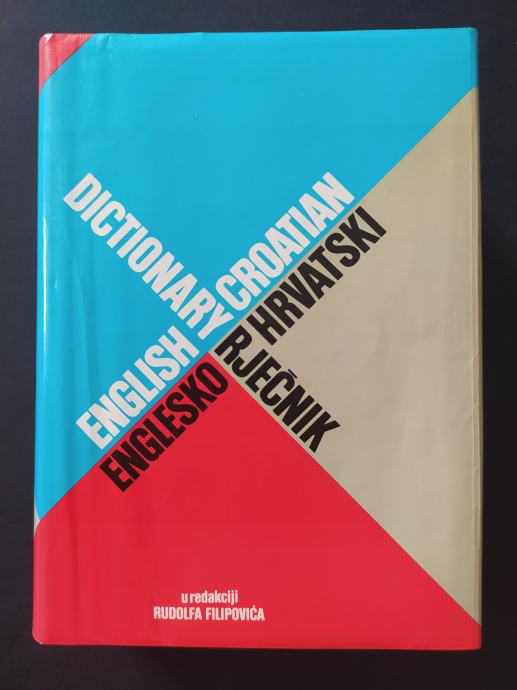 DICTIONARY
ENGLISH CROATIAN
ENGLESKO HRVATSKI
RJEČNIK
u redakciji
RUDOLFA FILIPOVIĆA